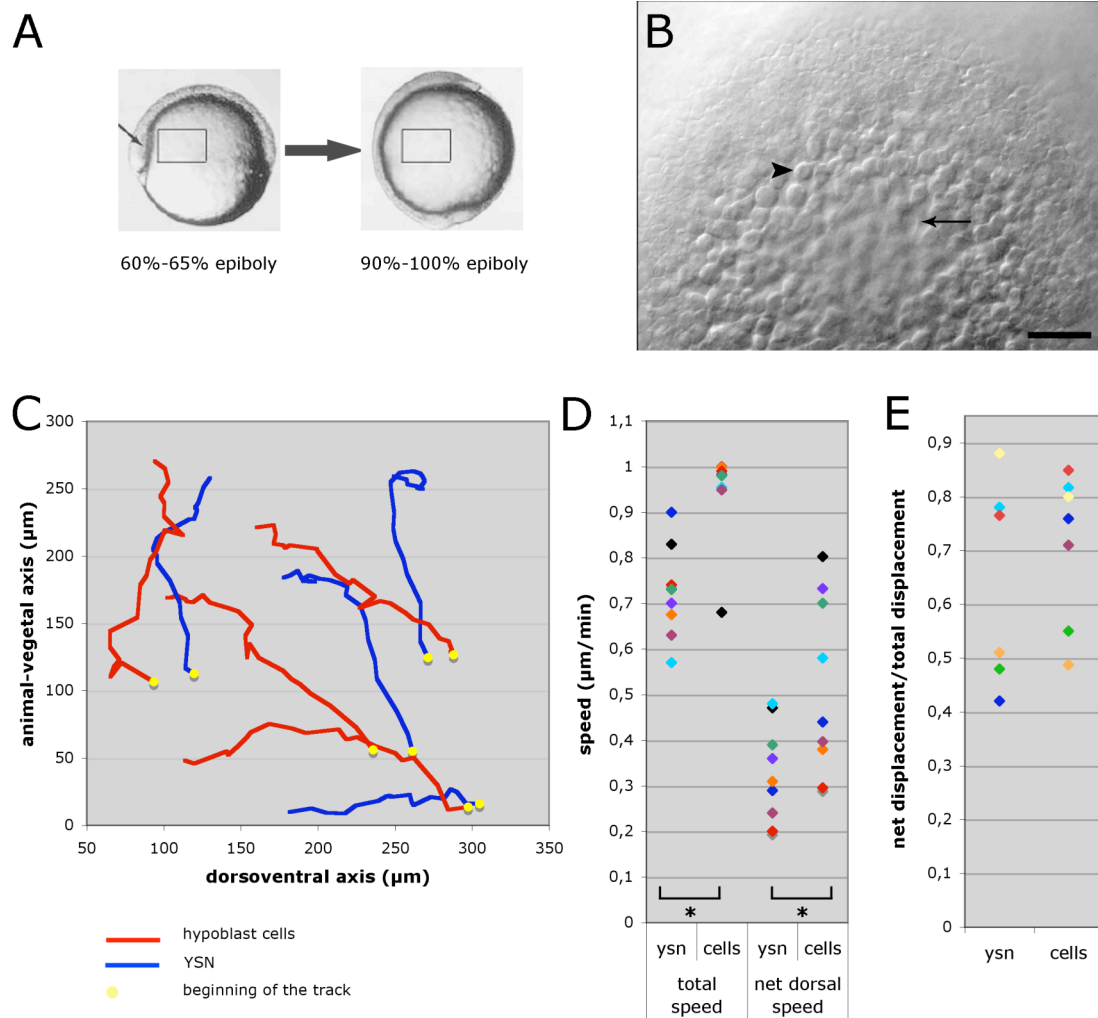 A
60%-65% epiboly
90%-100% epiboly
B
C
animal-vegetal axis (µm)
300
250
200
150
100
50
0
50 100 150 200 250 300 350
dorsoventral axis (µm)
hypoblast cells
YSN
beginning of the track
D
speed (µm/min)
1,1
1
0,9
0,8
0,7
0,6
0,5
0,4
0,3
0,2
0,1
0
* *
ysn cells ysn cells
total speed
net dorsal speed
E
net displacement/total displacement
0,9
0,8
0,7
0,6
0,5
0,4
0,3
0,2
0,1
0
ysn cells